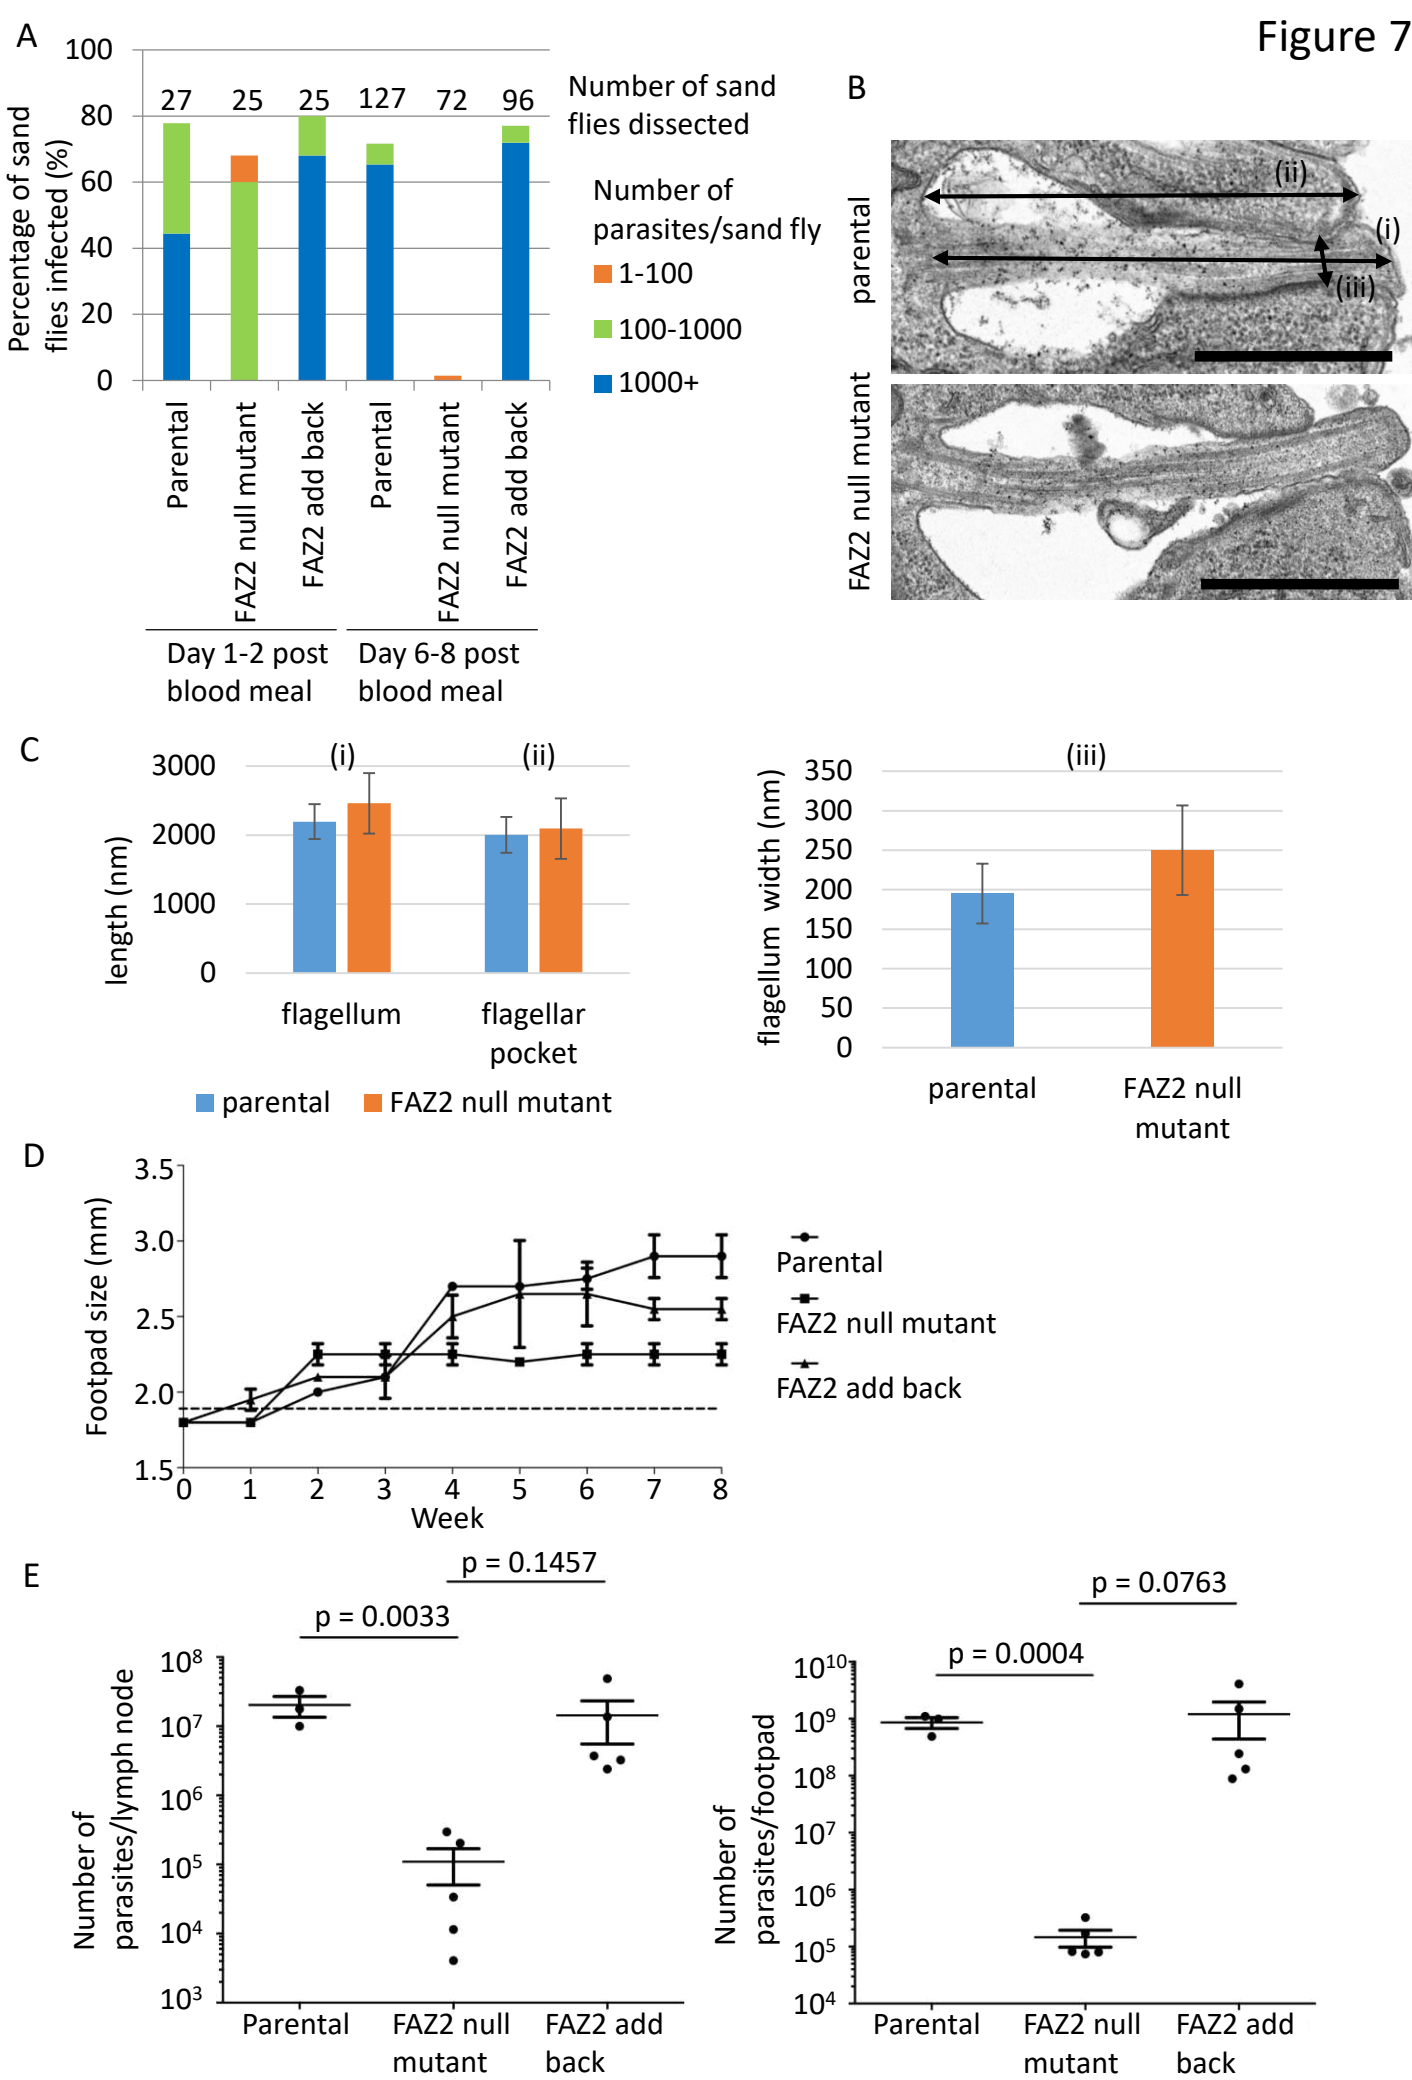 Figure 7
A
100
80
60
40
20
0
Percentage of sand
flies infected (%)
27 25 25 127 72 96
Number of sand
flies dissected
Number of
parasites/sand fly
1-100
100-1000
1000+
Parental
FAZ2 null mutant
FAZ2 add back
Parental
FAZ2 null mutant
FAZ2 add back
Day 1-2 post
blood meal
Day 6-8 post
blood meal
B
parental
(ii)
(i)
(iii)
FAZ2 null mutant
C
length (nm)
3000
2000
1000
0
(i)
(ii)
flagellum
flagellar
pocket
parental
FAZ2 null mutant
flagellum width (nm)
350
300
250
200
150
100
50
0
(iii)
parental
FAZ2 null
mutant
D
Footpad size (mm)
3.5
3.0
2.5
2.0
1.5
0 1 2 3 4 5 6 7 8
Week
Parental
FAZ2 null mutant
FAZ2 add back
E
p = 0.1457
p = 0.0033
Number of
parasites/lymph node
10⁸
10⁷
10⁶
10⁵
10⁴
10³
Parental
FAZ2 null
mutant
FAZ2 add
back
p = 0.0763
p = 0.0004
Number of
parasites/footpad
10¹⁰
10⁹
10⁸
10⁷
10⁶
10⁵
10⁴
Parental
FAZ2 null
mutant
FAZ2 add
back